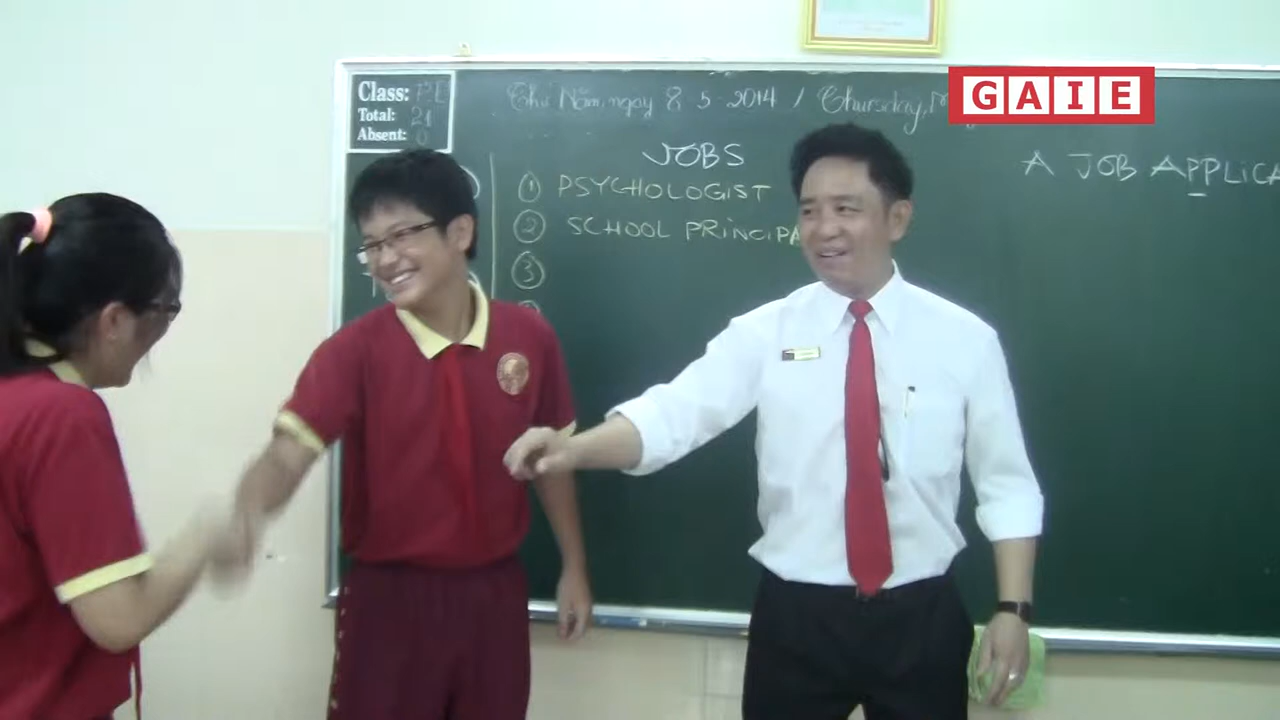 Class: P.E
Total: 21
Absent: 0
Thứ Năm, ngày 8-5-2014 / Thursday,
GAIE
JOBS
A JOB APPLICA
1 PSYCHOLOGIST
2 SCHOOL PRINCIPA
3